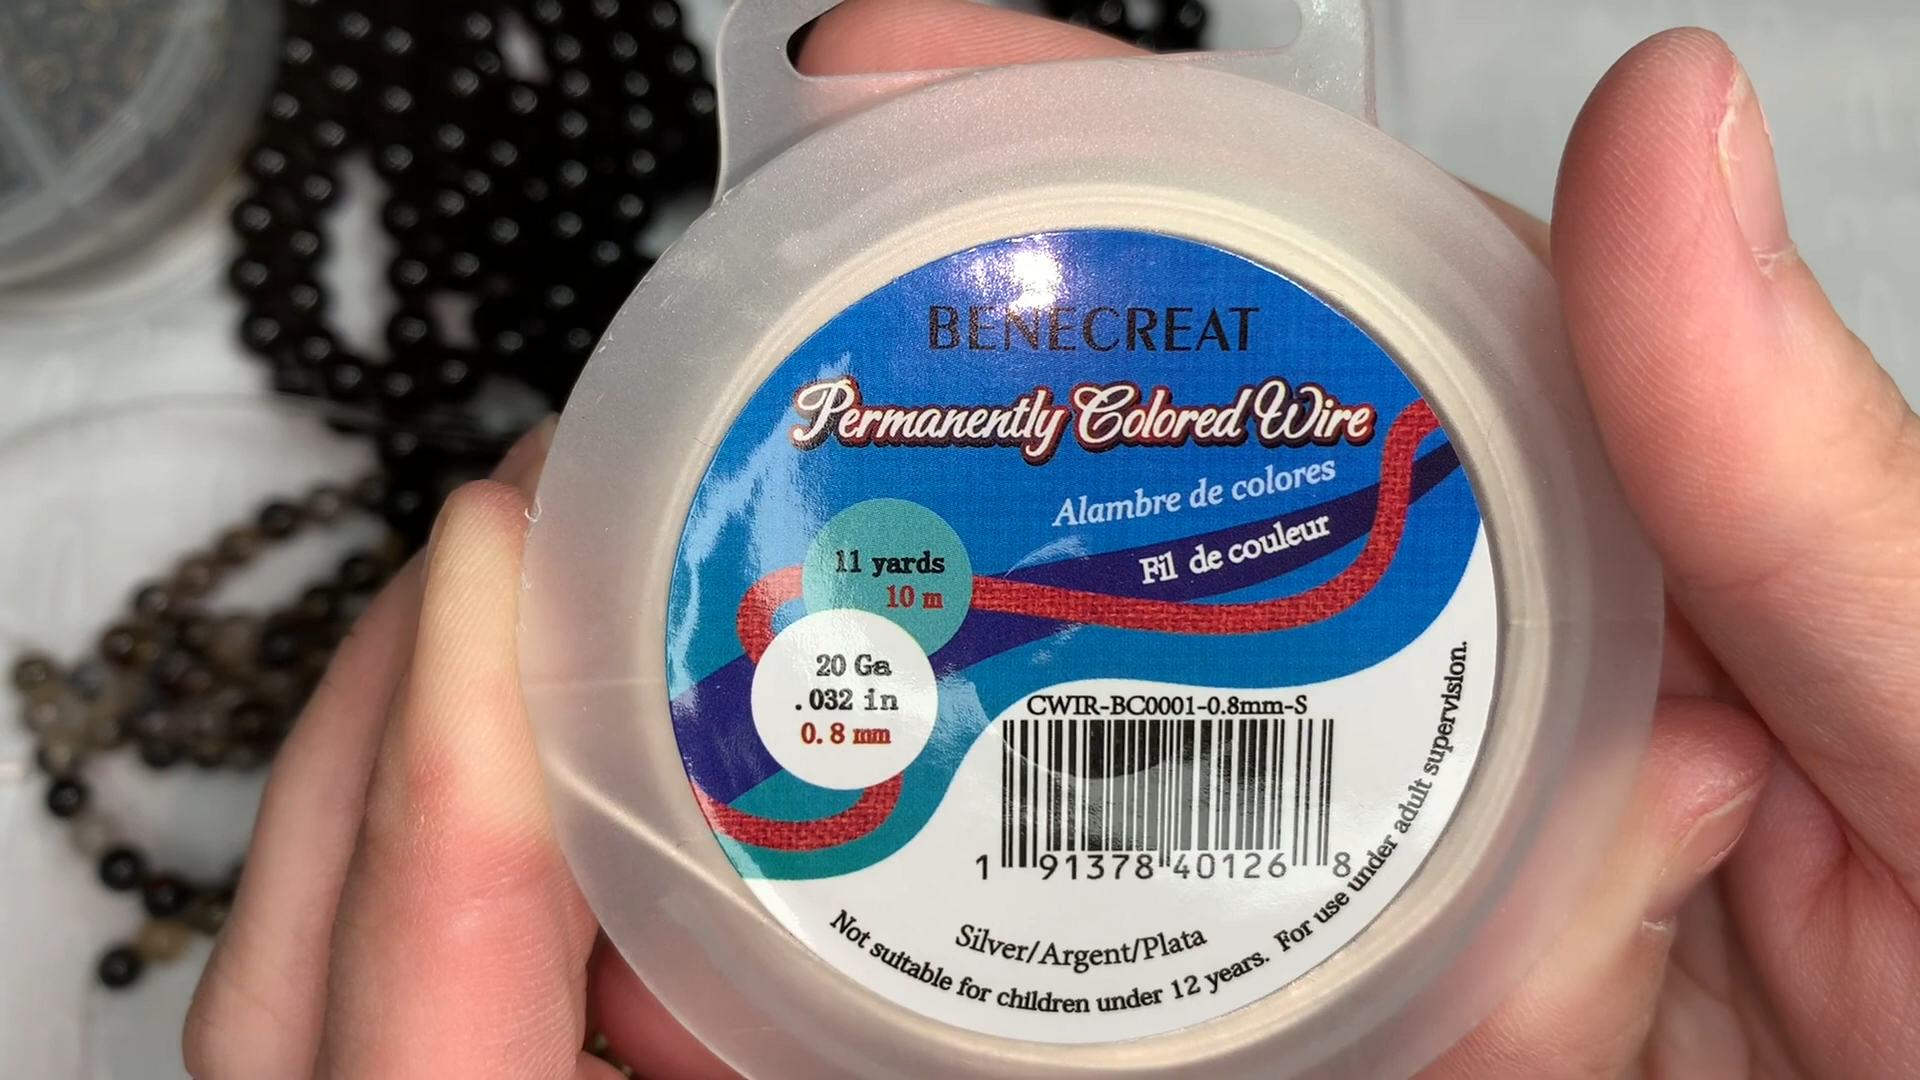 BENECREAT
Permanently Colored Wire
Alambre de colores
Fil de couleur
11 yards
10 m
20 Ga
.032 in
0.8 mm
CWIR-BC0001-0.8mm-S
1 91378 40126 8
Silver/Argent/Plata
Not suitable for children under 12 years. For use under adult supervision.